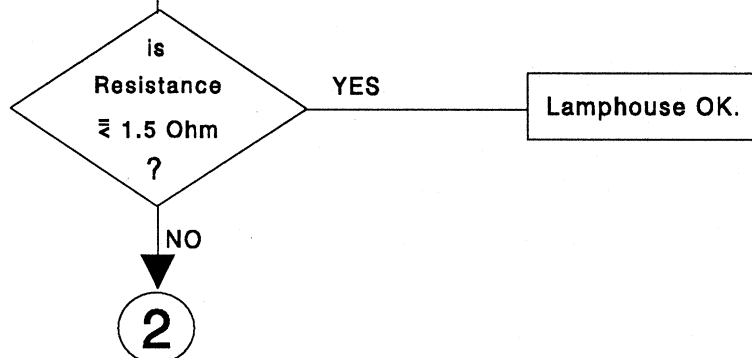 is
Resistance
≤ 1.5 Ohm
?
YES
Lamphouse OK.
NO
2